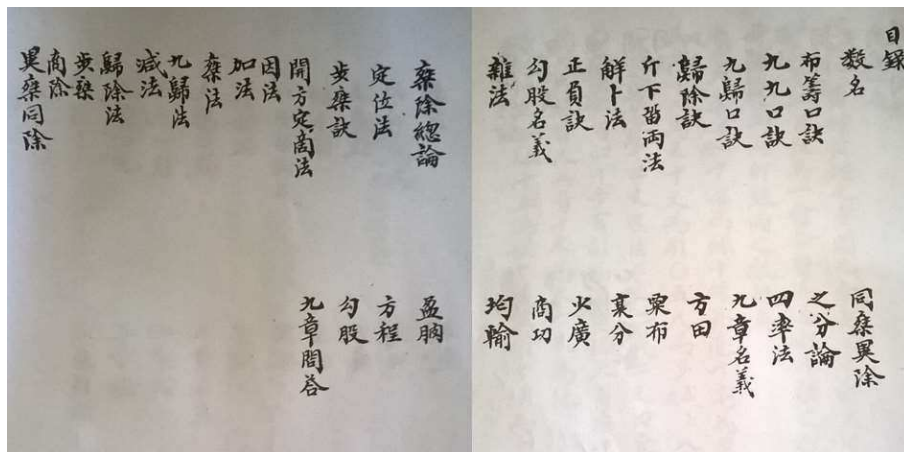 目錄
數名
布籌口訣
九九口訣
九歸口訣
歸除訣
斤下留兩法
解卜法
正負訣
勾股名義
雜法
乘除總論
定位法
步乘訣
開方定商法
因法
加法
乘法
九歸法
減法
歸除法
步乘
商除
異乘同除
同乘異除
之分論
四率法
九章名義
方田
粟布
衰分
少廣
商功
均輸
盈朒
方程
勾股
九章問答